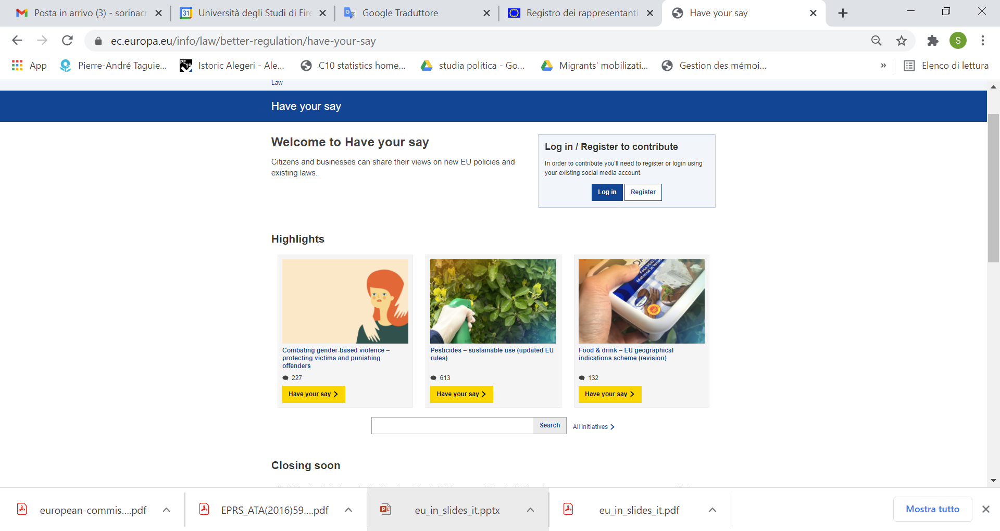 Posta in arrivo (3) - sorinacr
Università degli Studi di Fire
Google Traduttore
Registro dei rappresentanti
Have your say
ec.europa.eu/info/law/better-regulation/have-your-say
S
App
Pierre-André Taguie...
Istoric Alegeri - Ale...
C10 statistics home...
studia politica - Go...
Migrants' mobilizati...
Gestion des mémoi...
»
Elenco di lettura
Law
Have your say
Welcome to Have your say
Citizens and businesses can share their views on new EU policies and
existing laws.
Log in / Register to contribute
In order to contribute you'll need to register or login using
your existing social media account.
Log in
Register
Highlights
Feta PDO
Matured in
Combating gender-based violence –
protecting victims and punishing
offenders
227
Have your say
Pesticides – sustainable use (updated EU
rules)
613
Have your say
Food & drink – EU geographical
indications scheme (revision)
132
Have your say
Search
All initiatives
Closing soon
european-commis....pdf
EPRS_ATA(2016)59....pdf
eu_in_slides_it.pptx
eu_in_slides_it.pdf
Mostra tutto